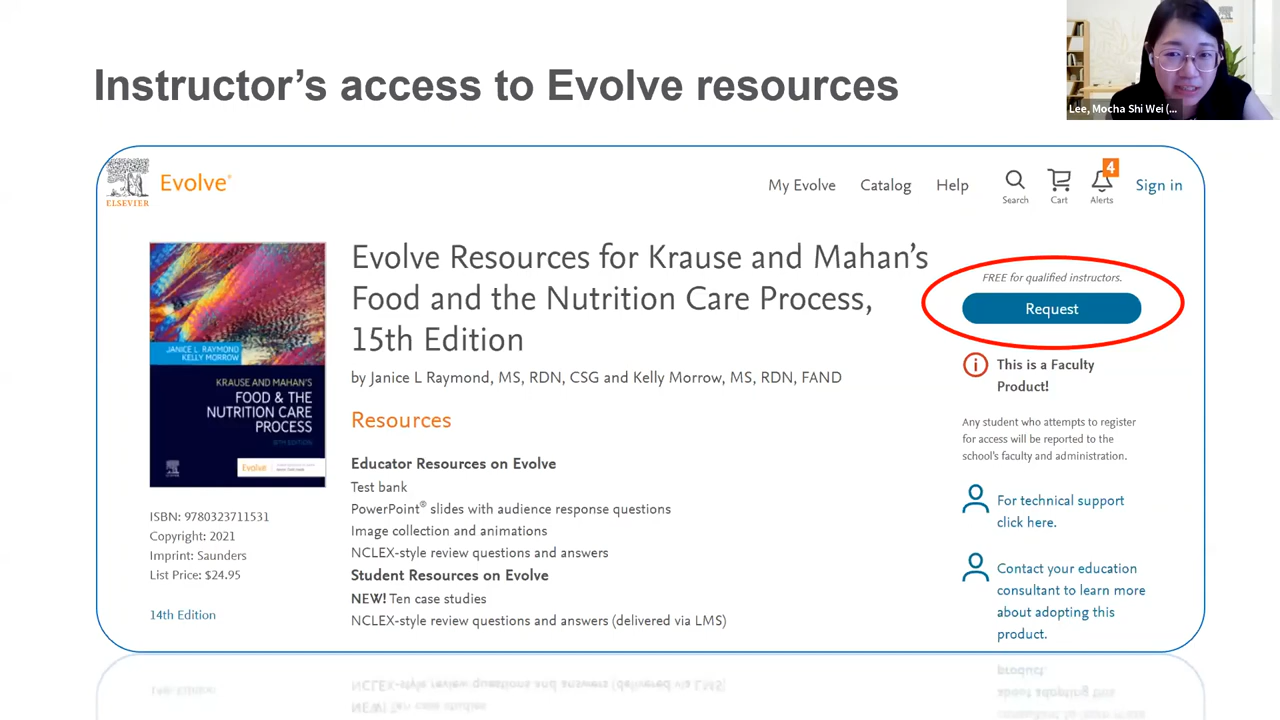 Instructor's access to Evolve resources
Lee, Mocha Shi Wei (...
ELSEVIER
Evolve®
My Evolve
Catalog
Help
Search
Cart
4
Alerts
Sign in
JANICE L. RAYMOND
KELLY MORROW
KRAUSE AND MAHAN'S
FOOD & THE
NUTRITION CARE
PROCESS
Evolve
ISBN: 9780323711531
Copyright: 2021
Imprint: Saunders
List Price: $24.95
14th Edition
Evolve Resources for Krause and Mahan's
Food and the Nutrition Care Process,
15th Edition
by Janice L Raymond, MS, RDN, CSG and Kelly Morrow, MS, RDN, FAND
Resources
Educator Resources on Evolve
Test bank
PowerPoint® slides with audience response questions
Image collection and animations
NCLEX-style review questions and answers
Student Resources on Evolve
NEW! Ten case studies
NCLEX-style review questions and answers (delivered via LMS)
FREE for qualified instructors.
Request
This is a Faculty
Product!
Any student who attempts to register
for access will be reported to the
school's faculty and administration.
For technical support
click here.
Contact your education
consultant to learn more
about adopting this
product.